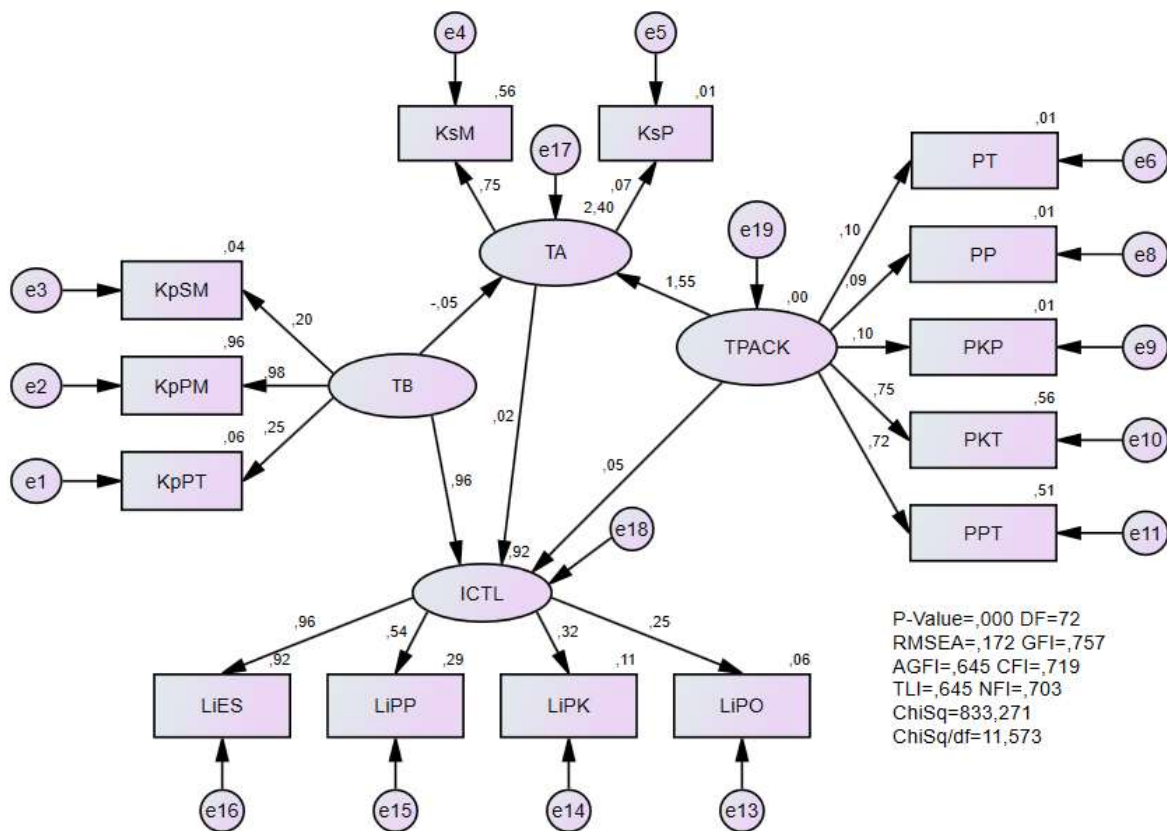 e4
e5
,56
,01
KsM
KsP
e17
,01
PT
e6
,75
,07
2,40
e19
,10
,01
TA
PP
e8
,04
,09
e3
KpSM
1,55
,00
,01
-,05
,20
TPACK
,10
PKP
e9
,96
e2
KpPM
,98
TB
,75
,56
,25
,02
PKT
e10
,06
,72
e1
KpPT
,05
,96
,51
e18
PPT
e11
,92
ICTL
,96
,54
,32
,25
,92
,29
,11
,06
LiES
LiPP
LiPK
LiPO
e16
e15
e14
e13
P-Value=,000 DF=72
RMSEA=,172 GFI=,757
AGFI=,645 CFI=,719
TLI=,645 NFI=,703
ChiSq=833,271
ChiSq/df=11,573